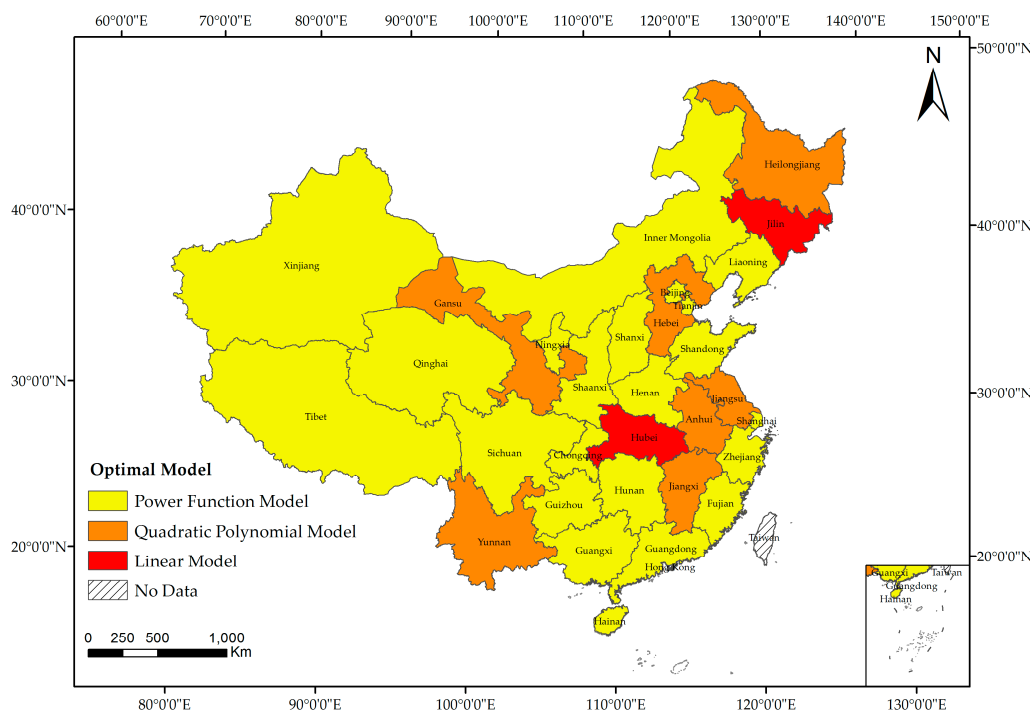 60°0'0"E 70°0'0"E 80°0'0"E 90°0'0"E 100°0'0"E 110°0'0"E 120°0'0"E 130°0'0"E 140°0'0"E 150°0'0"E
50°0'0"N
N
Heilongjiang
40°0'0"N
Jilin
40°0'0"N
Inner Mongolia
Liaoning
Xinjiang
Beijing
Gansu
Tianjin
Hebei
Shanxi
Ningxia
Shandong
Qinghai
30°0'0"N
Shaanxi
Henan
30°0'0"N
Jiangsu
Tibet
Anhui
Shanghai
Hubei
Sichuan
Chongqing
Zhejiang
Optimal Model
Jiangxi
Hunan
Power Function Model
Guizhou
Fujian
Quadratic Polynomial Model
Taiwan
Yunnan
20°0'0"N
Guangxi
Guangdong
20°0'0"N
Linear Model
Hong Kong
Guangxi Taiwan
Guangdong
No Data
Hainan
Hainan
0 250 500 1,000
Km
80°0'0"E 90°0'0"E 100°0'0"E 110°0'0"E 120°0'0"E 130°0'0"E